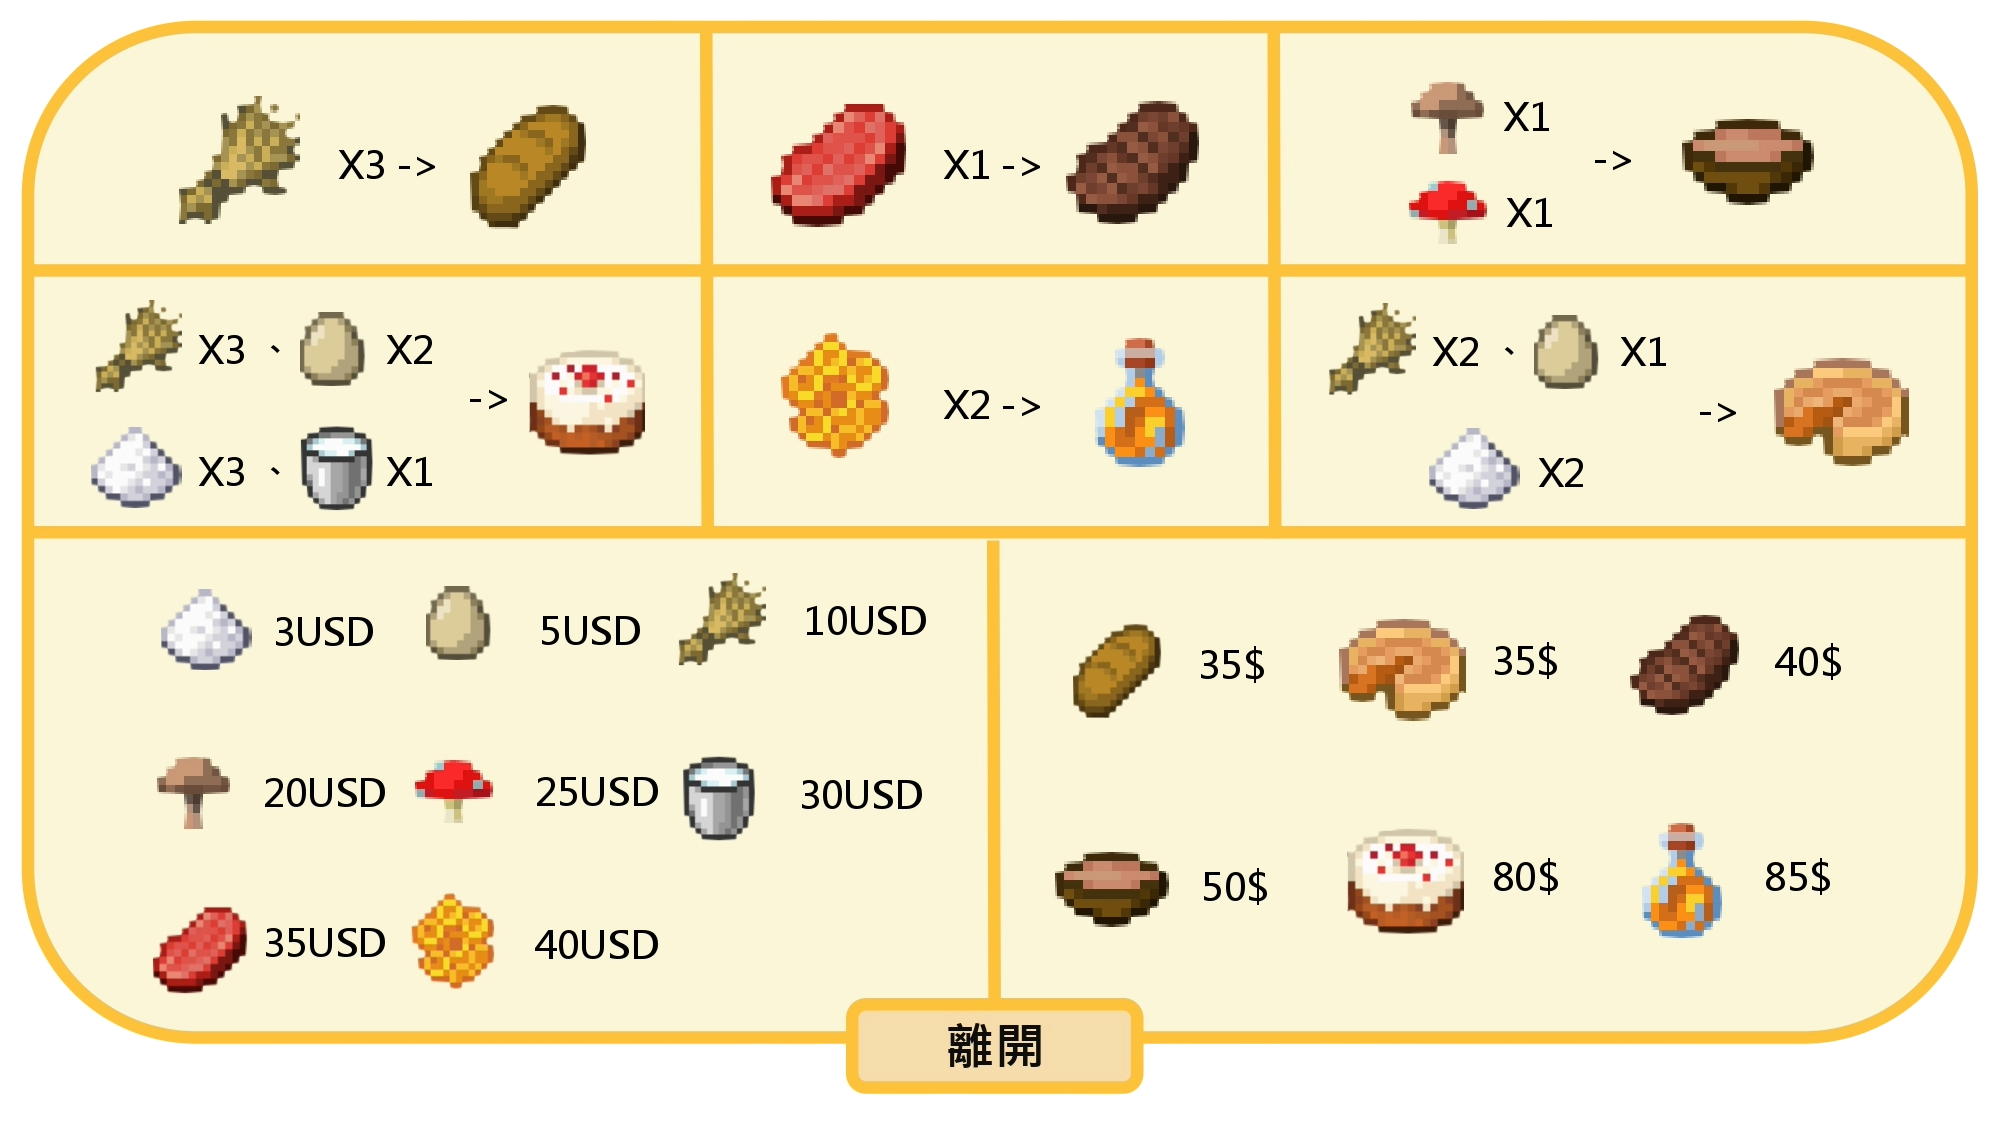 X3 ->
X1 ->
X1
->
X1
X3 、 X2
->
X3 、 X1
X2 ->
X2 、 X1
->
X2
3USD 5USD 10USD
20USD 25USD 30USD
35USD 40USD
35$ 35$ 40$
50$ 80$ 85$
離開